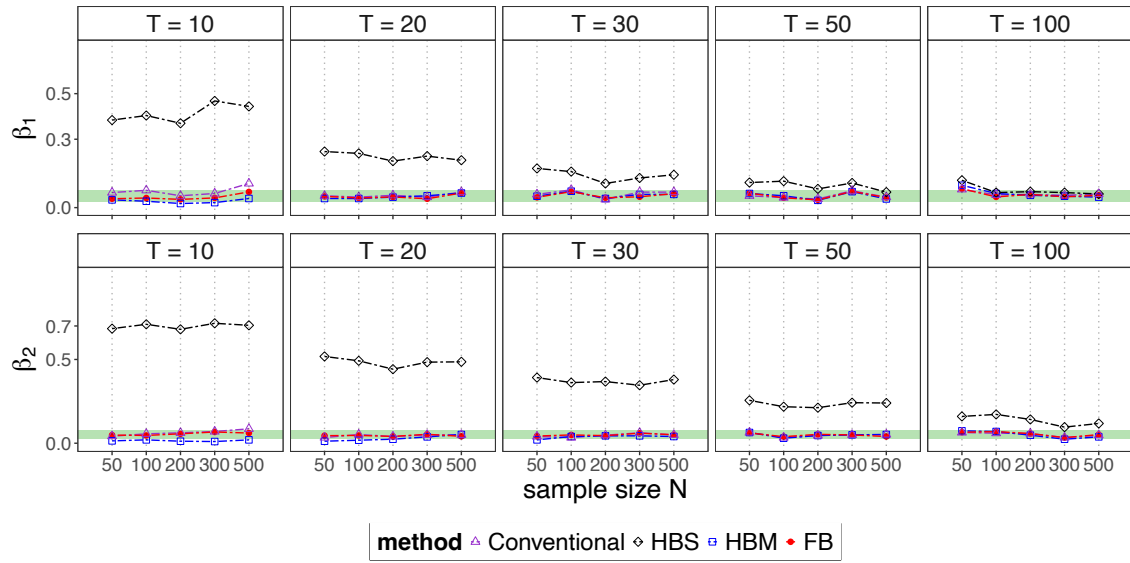 T = 10 T = 20 T = 30 T = 50 T = 100
β1
0.5
0.3
0.0
T = 10 T = 20 T = 30 T = 50 T = 100
β2
0.7
0.5
0.0
50 100 200 300 500 50 100 200 300 500 50 100 200 300 500 50 100 200 300 500 50 100 200 300 500
sample size N
method Conventional HBS HBM FB